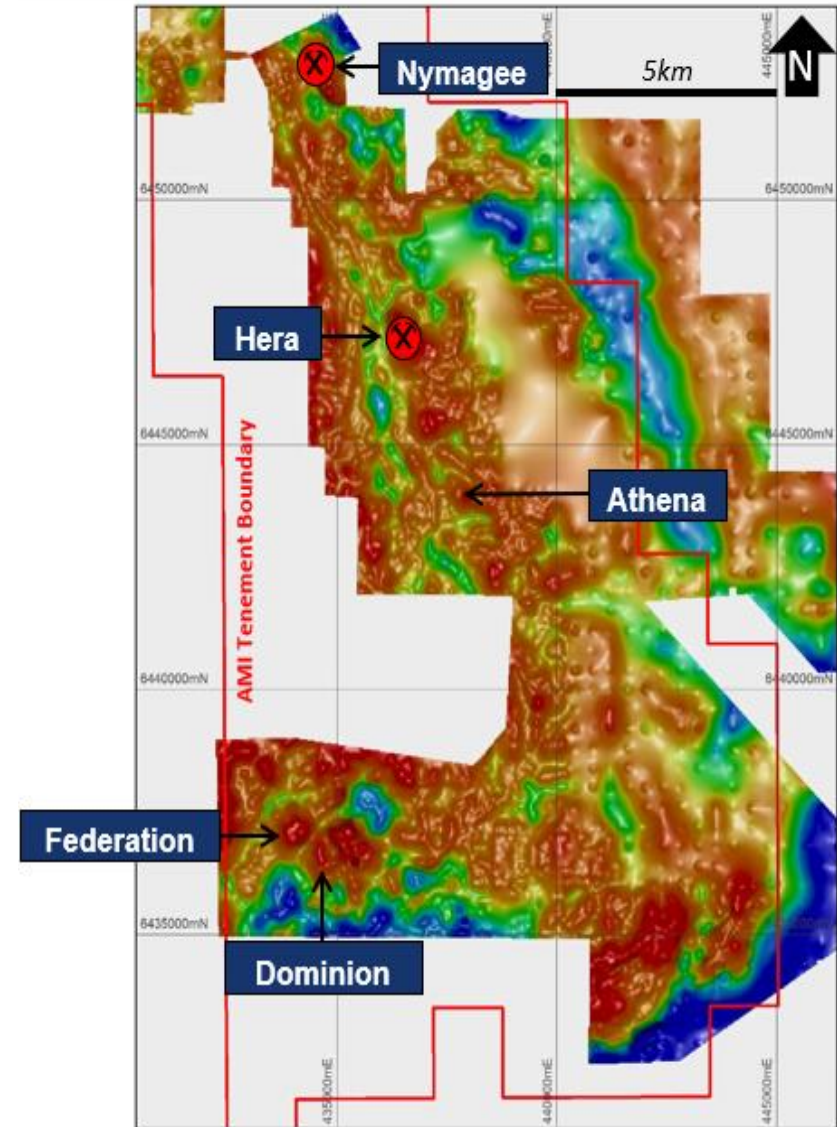 445000mE
Nymagee
5km
N
6450000mN
6450000mN
Hera
6445000mN
6445000mN
AMI Tenement Boundary
Athena
6440000mN
6440000mN
Federation
6435000mN
Dominion
435000mE
440000mE
445000mE